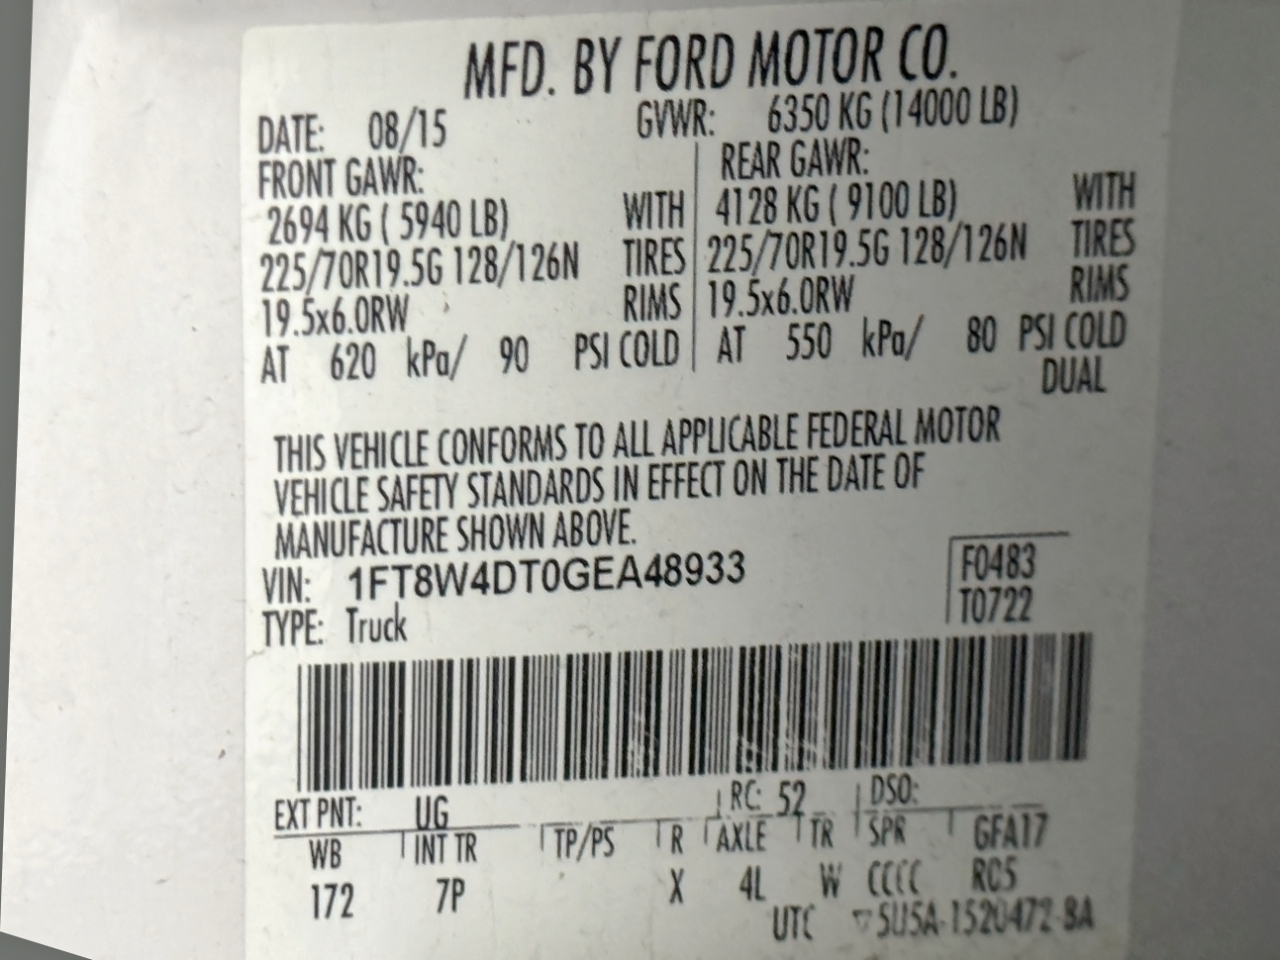 MFD. BY FORD MOTOR CO.
DATE: 08/15 GVWR: 6350 KG (14000 LB)
FRONT GAWR: REAR GAWR:
2694 KG ( 5940 LB) WITH 4128 KG ( 9100 LB) WITH
225/70R19.5G 128/126N TIRES 225/70R19.5G 128/126N TIRES
19.5x6.0RW RIMS 19.5x6.0RW RIMS
AT 620 kPa/ 90 PSI COLD AT 550 kPa/ 80 PSI COLD
DUAL
THIS VEHICLE CONFORMS TO ALL APPLICABLE FEDERAL MOTOR
VEHICLE SAFETY STANDARDS IN EFFECT ON THE DATE OF
MANUFACTURE SHOWN ABOVE.
VIN: 1FT8W4DT0GEA48933 F0483
TYPE: Truck T0722
EXT PNT: UG RC: 52 DSO:
WB INT TR TP/PS R AXLE TR SPR GFA17
172 7P X 4L W CCCC RC5
UTC ▽5U5A-1520472-BA